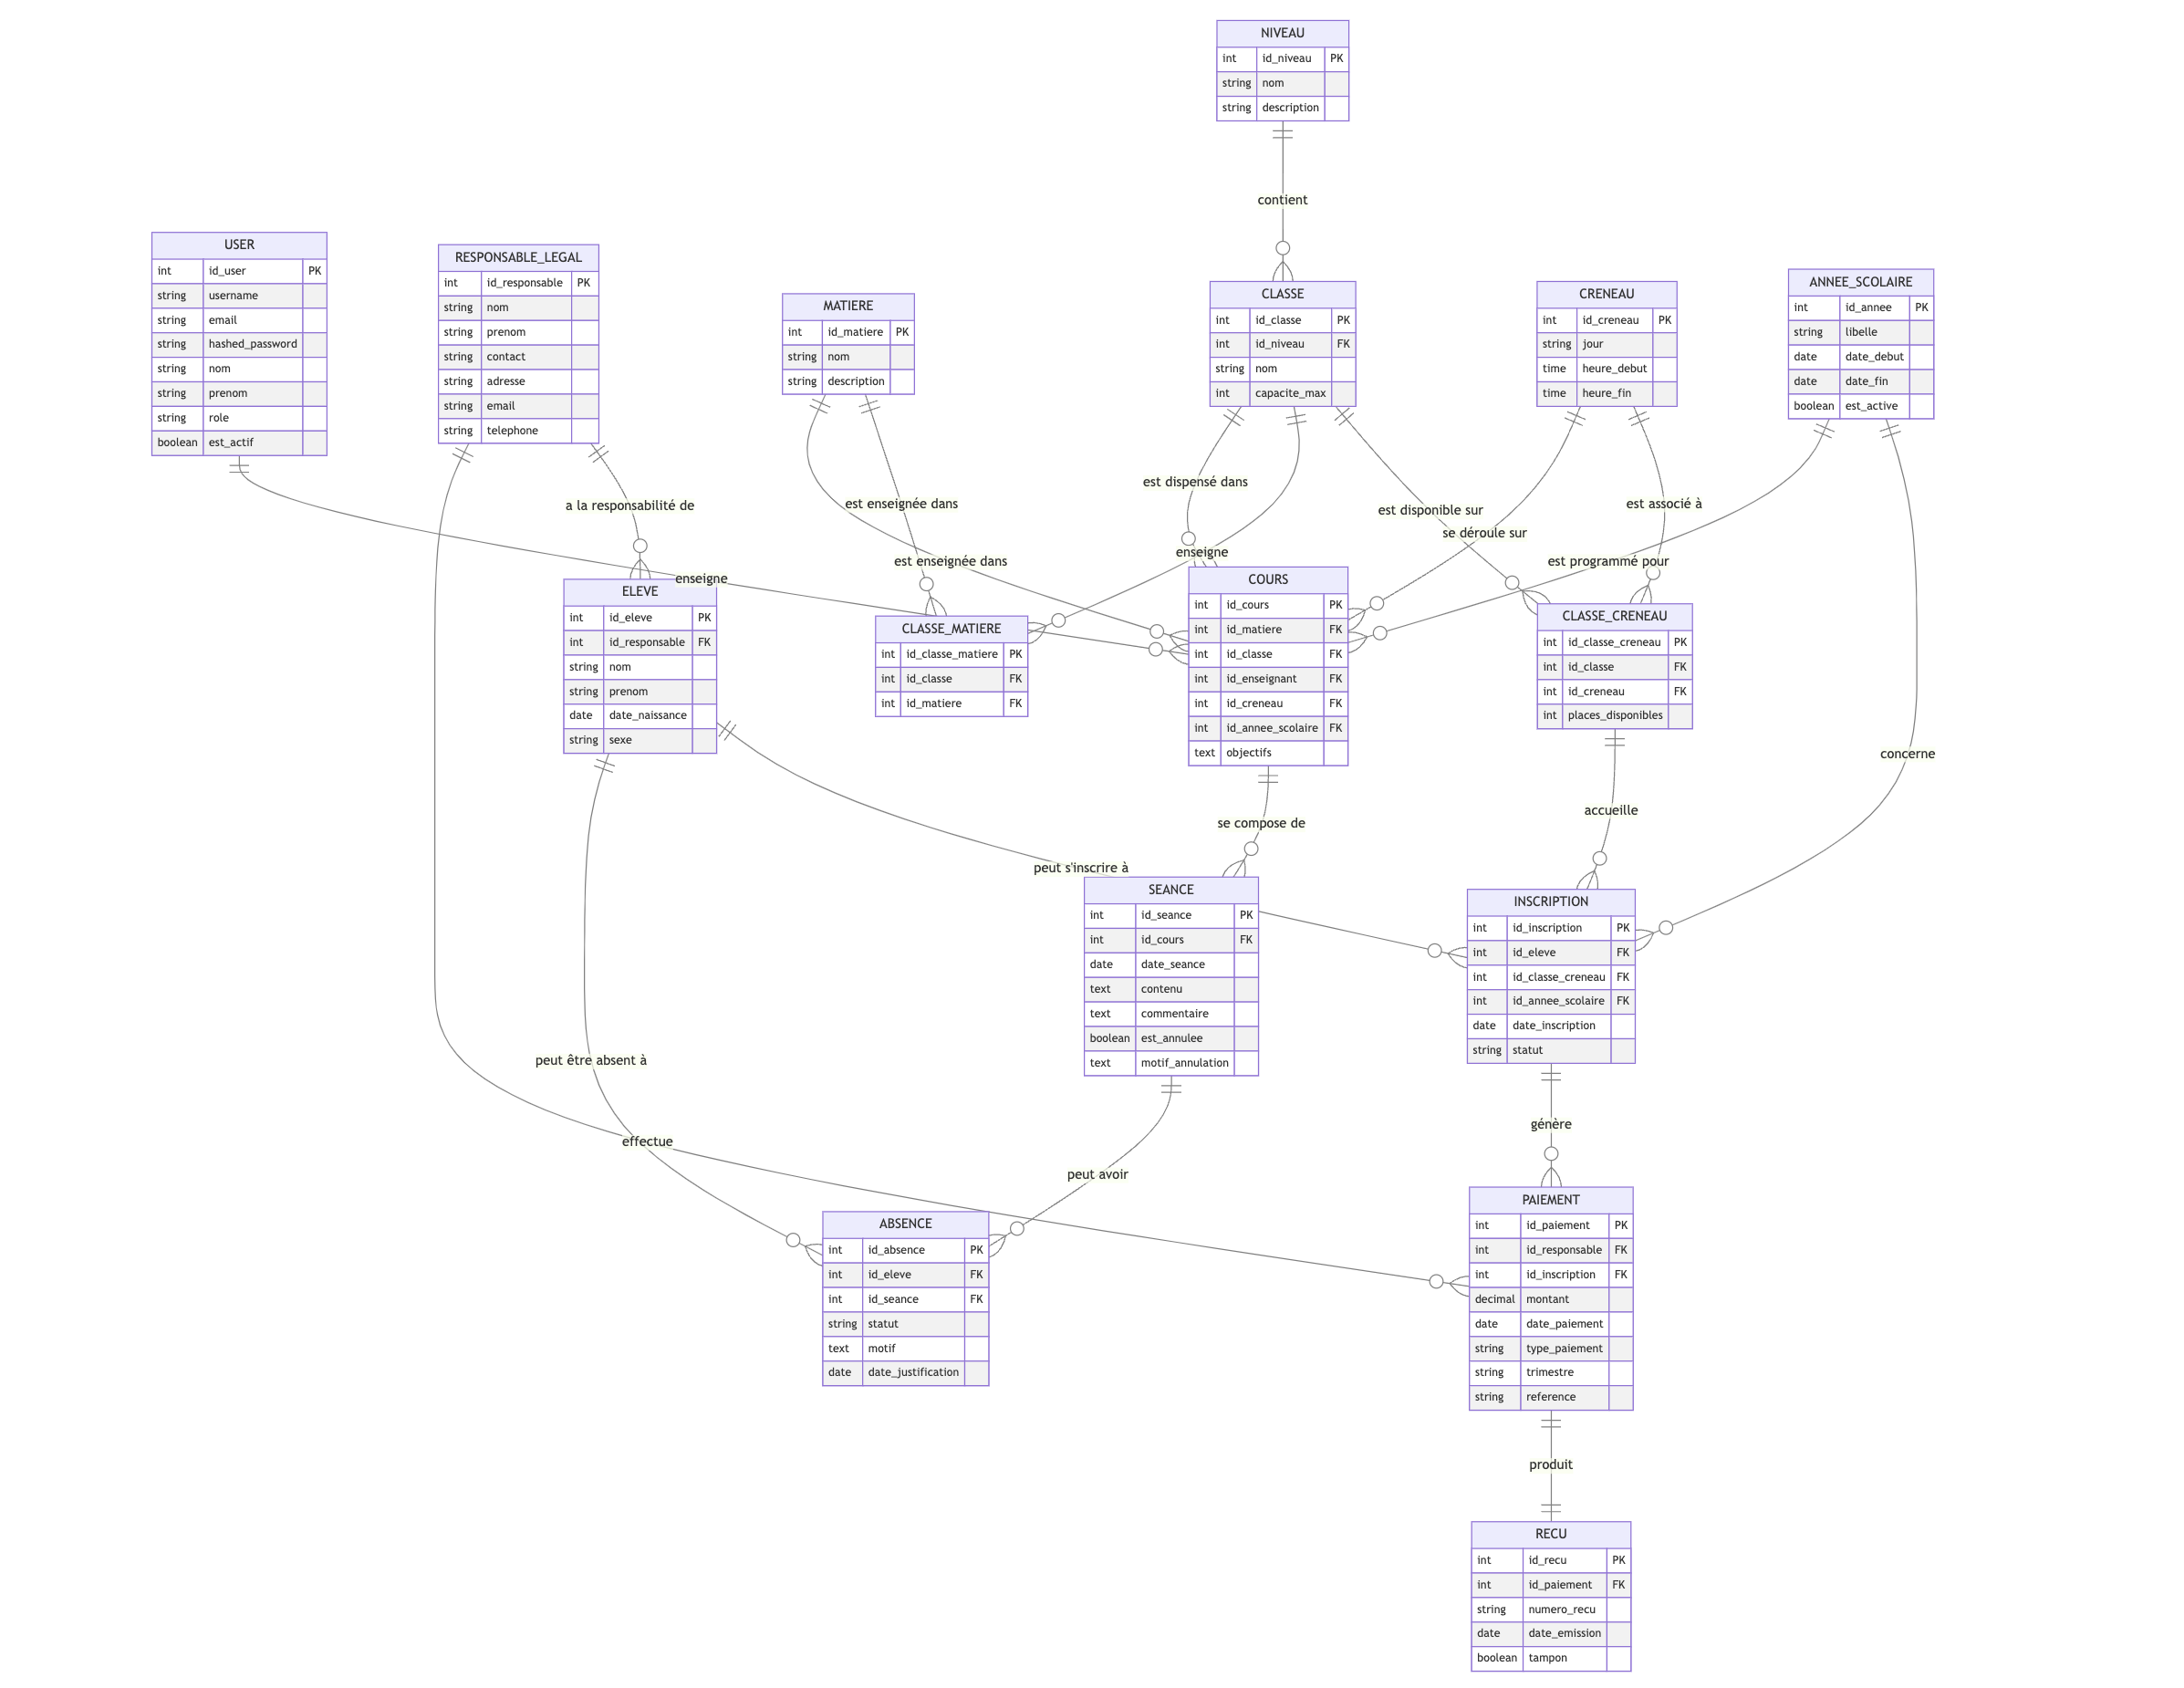 NIVEAU
int id_niveau PK
string nom
string description
contient
USER
int id_user PK
string username
string email
string hashed_password
string nom
string prenom
string role
boolean est_actif
RESPONSABLE_LEGAL
int id_responsable PK
string nom
string prenom
string contact
string adresse
string email
string telephone
MATIERE
int id_matiere PK
string nom
string description
CLASSE
int id_classe PK
int id_niveau FK
string nom
int capacite_max
CRENEAU
int id_creneau PK
string jour
time heure_debut
time heure_fin
ANNEE_SCOLAIRE
int id_annee PK
string libelle
date date_debut
date date_fin
boolean est_active
a la responsabilité de
est enseignée dans
est dispensé dans
est disponible sur
est associé à
se déroule sur
enseigne
est enseignée dans
est programmé pour
enseigne
ELEVE
int id_eleve PK
int id_responsable FK
string nom
string prenom
date date_naissance
string sexe
CLASSE_MATIERE
int id_classe_matiere PK
int id_classe FK
int id_matiere FK
COURS
int id_cours PK
int id_matiere FK
int id_classe FK
int id_enseignant FK
int id_creneau FK
int id_annee_scolaire FK
text objectifs
CLASSE_CRENEAU
int id_classe_creneau PK
int id_classe FK
int id_creneau FK
int places_disponibles
concerne
accueille
se compose de
peut s'inscrire à
SEANCE
int id_seance PK
int id_cours FK
date date_seance
text contenu
text commentaire
boolean est_annulee
text motif_annulation
INSCRIPTION
int id_inscription PK
int id_eleve FK
int id_classe_creneau FK
int id_annee_scolaire FK
date date_inscription
string statut
peut être absent à
génère
effectue
peut avoir
ABSENCE
int id_absence PK
int id_eleve FK
int id_seance FK
string statut
text motif
date date_justification
PAIEMENT
int id_paiement PK
int id_responsable FK
int id_inscription FK
decimal montant
date date_paiement
string type_paiement
string trimestre
string reference
produit
RECU
int id_recu PK
int id_paiement FK
string numero_recu
date date_emission
boolean tampon